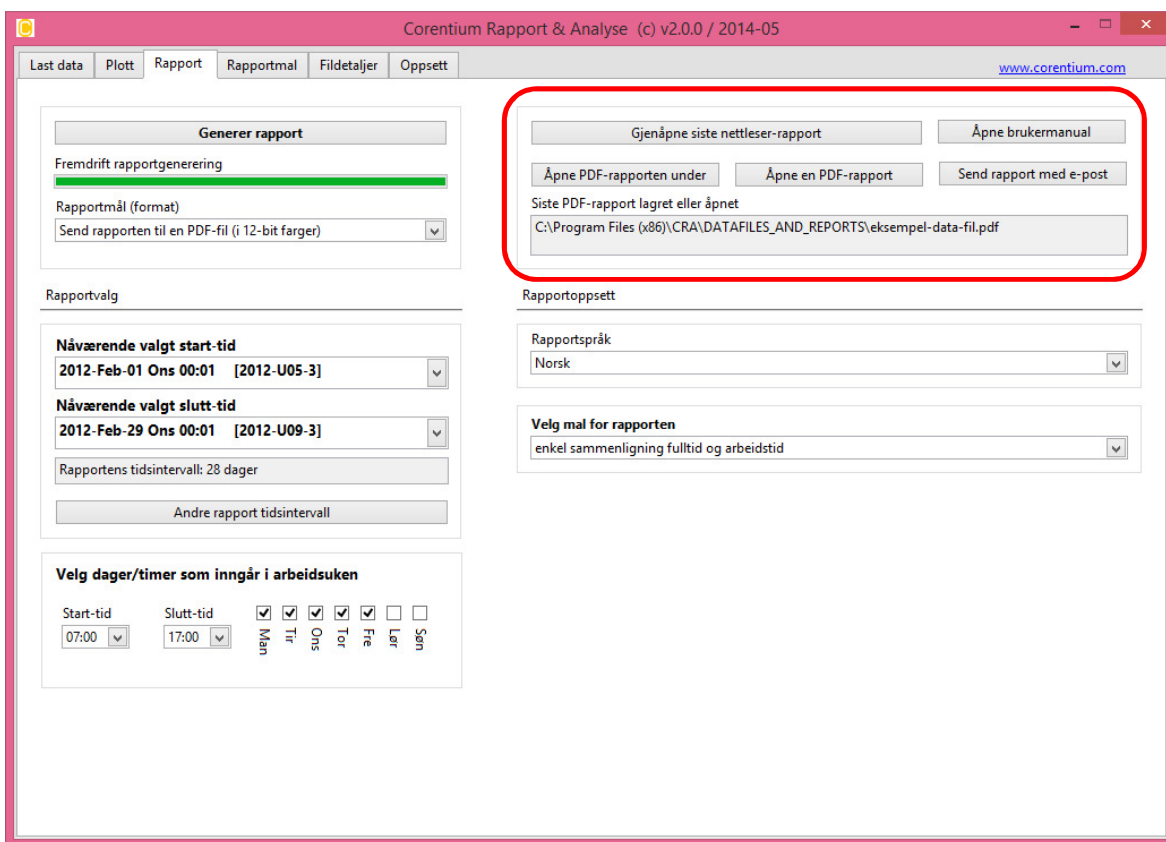 Corentium Rapport & Analyse (c) v2.0.0 / 2014-05
Last data
Plott
Rapport
Rapportmal
Fildetaljer
Oppsett
www.corentium.com
Generer rapport
Fremdrift rapportgenerering
Rapportmål (format)
Send rapporten til en PDF-fil (i 12-bit farger)
Gjenåpne siste nettleser-rapport
Åpne brukermanual
Åpne PDF-rapporten under
Åpne en PDF-rapport
Send rapport med e-post
Siste PDF-rapport lagret eller åpnet
C:\Program Files (x86)\CRA\DATAFILES_AND_REPORTS\eksempel-data-fil.pdf
Rapportvalg
Nåværende valgt start-tid
2012-Feb-01 Ons 00:01 [2012-U05-3]
Nåværende valgt slutt-tid
2012-Feb-29 Ons 00:01 [2012-U09-3]
Rapportens tidsintervall: 28 dager
Andre rapport tidsintervall
Velg dager/timer som inngår i arbeidsuken
Start-tid
Slutt-tid
07:00
17:00
Man
Tir
Ons
Tor
Fre
Lør
Søn
Rapportoppsett
Rapportspråk
Norsk
Velg mal for rapporten
enkel sammenligning fulltid og arbeidstid